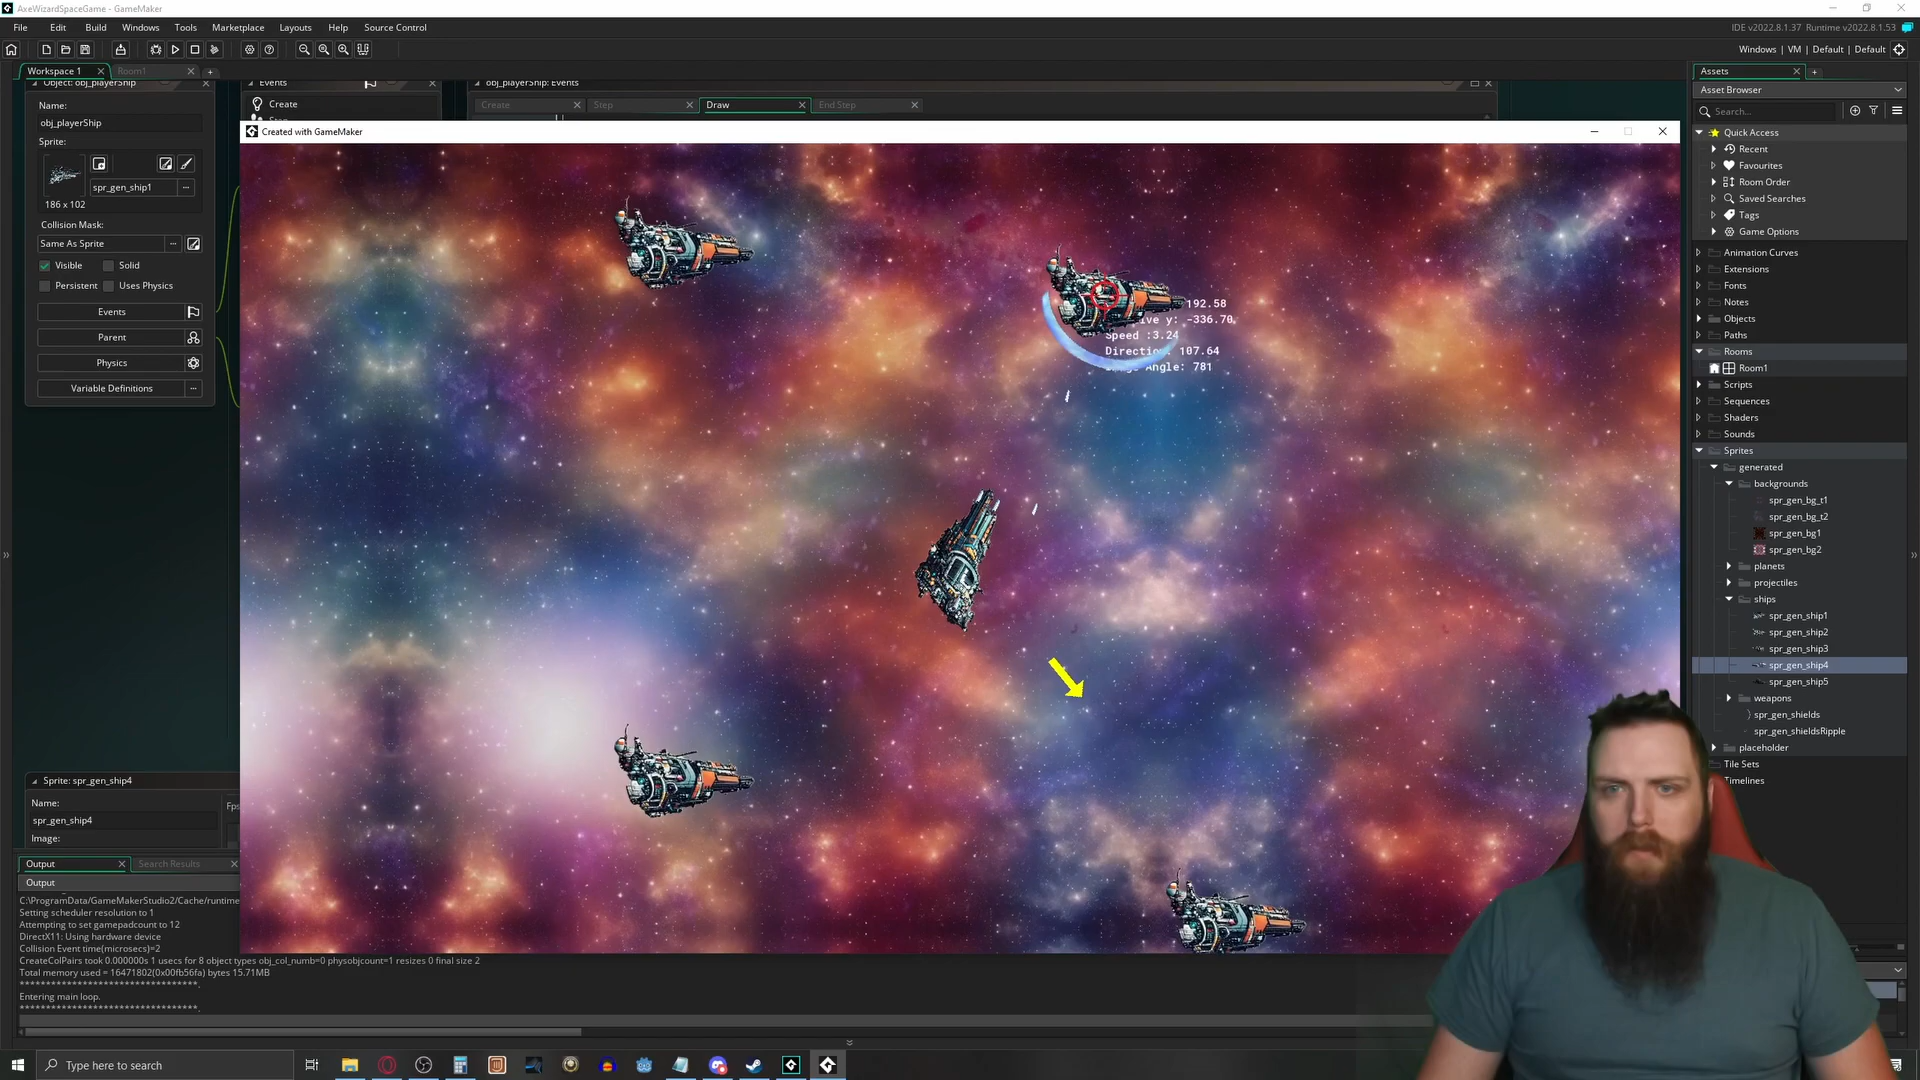 AxeWizardSpaceGame - GameMaker
File Edit Build Windows Tools Marketplace Help Layouts Source Control
IDE v2022.8.1.37 Runtime v2022.8.1.53
Windows | VM | Default | Default
Workspace 1
Room1
Object: obj_playerShip
Events
obj_playerShip: Events
Assets
Name:
Create
Create
Step
Draw
End Step
Asset Browser
obj_playerShip
Created with GameMaker
Search...
Sprite:
spr_gen_ship1
186 x 102
Collision Mask:
Same As Sprite
Visible
Solid
Persistent
Uses Physics
Events
Parent
Physics
Variable Definitions
192.58
ive y: -336.70
Speed :3.24
107.64
Angle: 781
Quick Access
Recent
Favourites
Room Order
Saved Searches
Tags
Game Options
Animation Curves
Extensions
Fonts
Notes
Objects
Paths
Rooms
Room1
Scripts
Sequences
Shaders
Sounds
Sprites
generated
backgrounds
spr_gen_bg_t1
spr_gen_bg_t2
spr_gen_bg1
spr_gen_bg2
planets
projectiles
ships
spr_gen_ship1
spr_gen_ship2
spr_gen_ship3
spr_gen_ship4
spr_gen_ship5
weapons
spr_gen_shields
spr_gen_shieldsRipple
placeholder
Tile Sets
Timelines
Sprite: spr_gen_ship4
Name:
Fps
spr_gen_ship4
Image:
Output
Search Results
Output
C:\ProgramData/GameMakerStudio2/Cache/runtime
Setting scheduler resolution to 1
Attempting to set gamepadcount to 12
DirectX11: Using hardware device
Collision Event time(microsecs)=2
CreateColPairs took 0.000000s 1 usecs for 8 object types obj_col_numb=0 physobjcount=1 resizes 0 final size 2
Total memory used = 16471802(0x00fb56fa) bytes 15.71MB
**********************************.
Entering main loop.
**********************************.
Type here to search